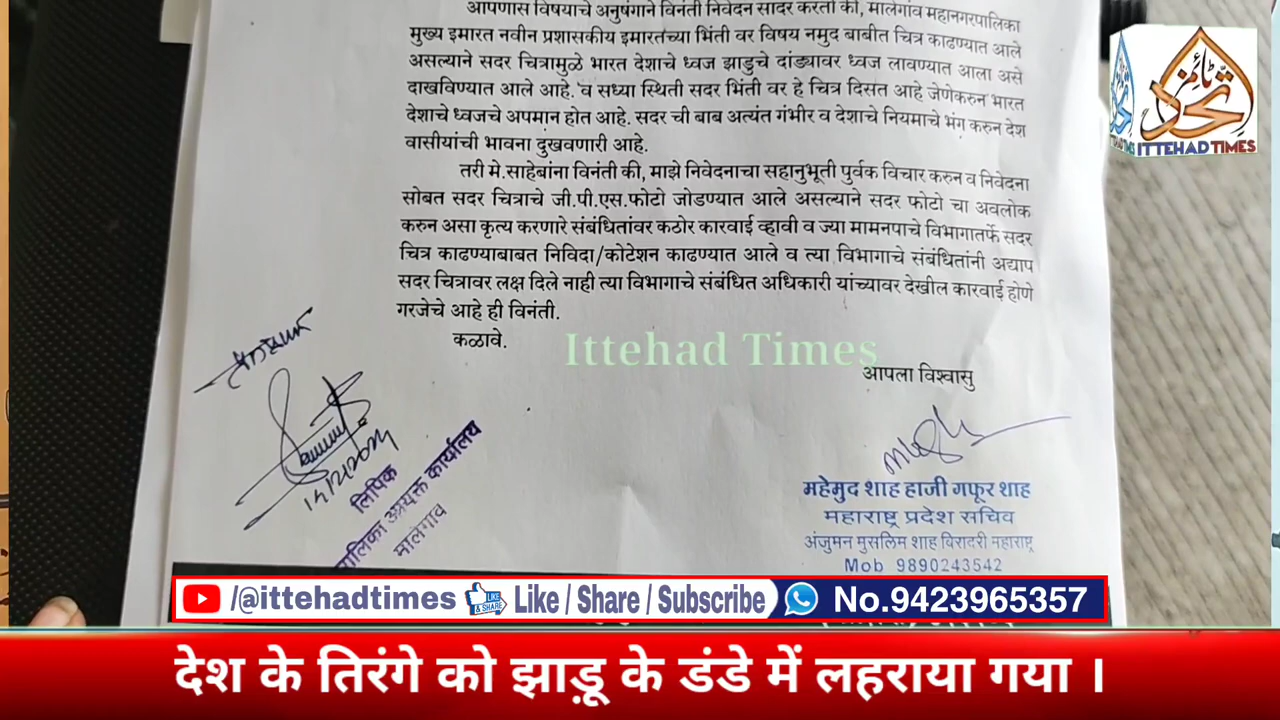 आपणास विषयाचे अनुषंगाने विनंती निवेदन सादर करतो की, मालेगांव महानगरपालिका
मुख्य इमारत नवीन प्रशासकीय इमारतच्या भिंती वर विषय नमुद बाबीत चित्र काढण्यात आले
असल्याने सदर चित्रामुळे भारत देशाचे ध्वज झाडुचे दांड्यावर ध्वज लावण्यात आला असे
दाखविण्यात आले आहे. व सध्या स्थिती सदर भिंती वर हे चित्र दिसत आहे जेणेकरुन भारत
देशाचे ध्वजचे अपमान होत आहे. सदर ची बाब अत्यंत गंभीर व देशाचे नियमाचे भंग करुन देश
वासीयांची भावना दुखवणारी आहे.
तरी मे.साहेबांना विनंती की, माझे निवेदनाचा सहानुभूती पुर्वक विचार करुन व निवेदना
सोबत सदर चित्राचे जी.पी.एस.फोटो जोडण्यात आले असल्याने सदर फोटो चा अवलोक
करुन असा कृत्य करणारे संबंधितांवर कठोर कारवाई व्हावी व ज्या मामनपाचे विभागातर्फे सदर
चित्र काढण्याबाबत निविदा/कोटेशन काढण्यात आले व त्या विभागाचे संबंधितांनी अद्याप
सदर चित्रावर लक्ष दिले नाही त्या विभागाचे संबंधित अधिकारी यांच्यावर देखील कारवाई होणे
गरजेचे आहे ही विनंती.
कळावे.
Ittehad Times
आपला विश्वासु
लिपिक
कार्यालय
मालेगाव
महेमुद शाह हाजी गफूर शाह
महाराष्ट्र प्रदेश सचिव
अंजुमन मुसलिम शाह बिरादरी महाराष्ट्र
Mob 9890243542
ITTEHAD TIMES
/@ittehadtimes LIKE & SHARE Like / Share / Subscribe No.9423965357
देश के तिरंगे को झाड़ू के डंडे में लहराया गया ।